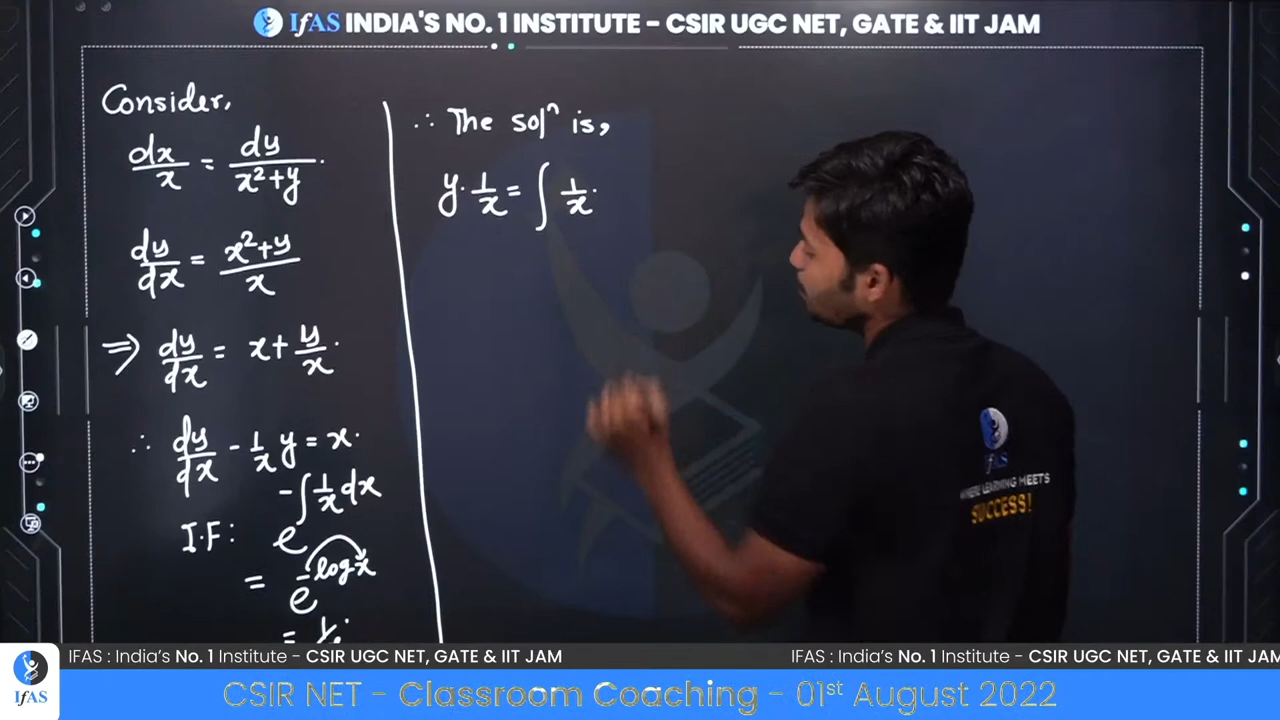 IFAS INDIA'S NO. 1 INSTITUTE - CSIR UGC NET, GATE & IIT JAM
Consider,
dx/x = dy/(x²+y).
dy/dx = (x²+y)/x
⇒ dy/dx = x + y/x.
∴ dy/dx - 1/x y = x.
I.F: e^(-∫ 1/x dx)
= e^(-log x)
= 1/x.
∴ The solⁿ is,
y · 1/x = ∫ 1/x ·
IFAS
WHERE LEARNING MEETS
SUCCESS!
IFAS : India's No. 1 Institute - CSIR UGC NET, GATE & IIT JAM
IFAS : India's No. 1 Institute - CSIR UGC NET, GATE & IIT JAM
IFAS
CSIR NET - Classroom Coaching - 01st August 2022